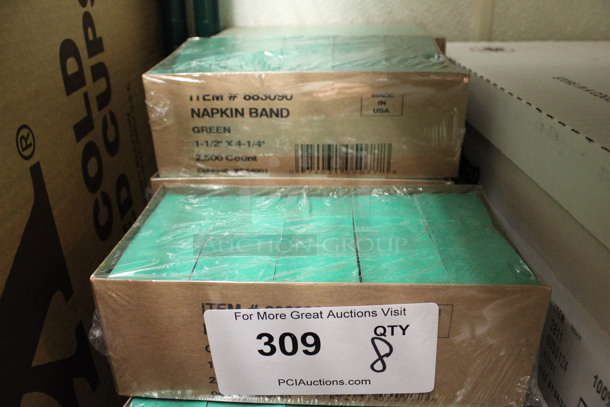 COLD
CUPS
ITEM # 883090
NAPKIN BAND
GREEN
1-1/2" X 4-1/4"
2,500 Count
MADE
IN
USA
AUCTION GROUP
ITEM #
For More Great Auctions Visit
309
QTY
8
PCIAuctions.com